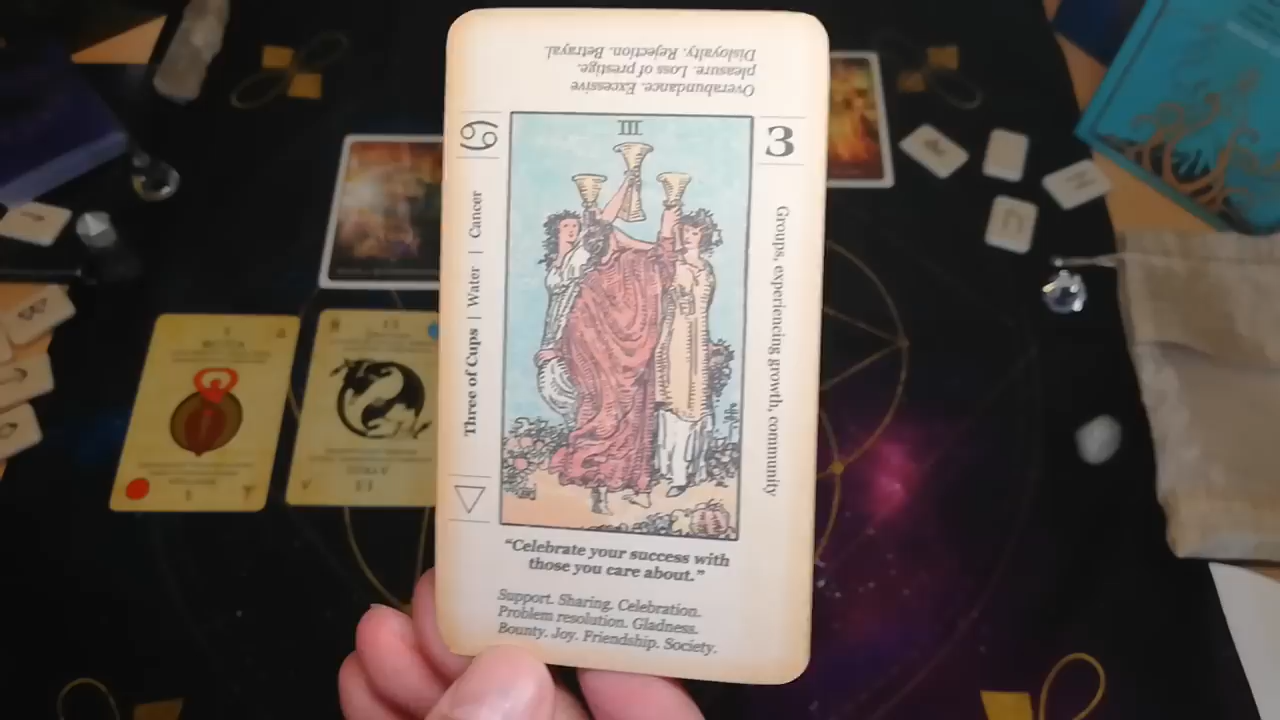 Overabundance. Excessive
pleasure. Loss of prestige.
Disloyalty. Rejection. Betrayal.
III
3
Three of Cups | Water | Cancer
Groups, experiencing growth, community
“Celebrate your success with
those you care about.”
Support. Sharing. Celebration.
Problem resolution. Gladness.
Bounty. Joy. Friendship. Society.